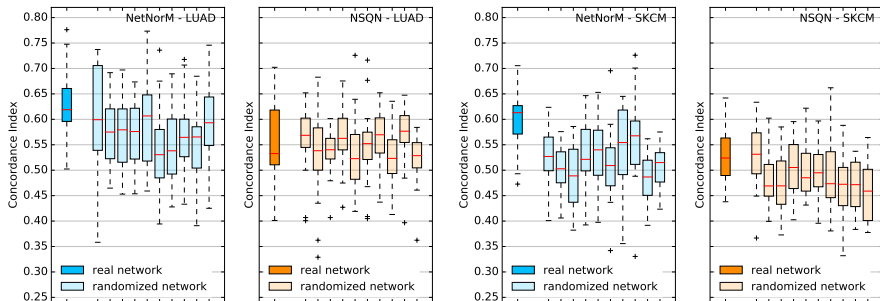 NetNorM - LUAD
NSQN - LUAD
NetNorM - SKCM
NSQN - SKCM
0.80
0.75
0.70
0.65
0.60
0.55
0.50
0.45
0.40
0.35
0.30
0.25
Concordance Index
real network
randomized network
Concordance Index
real network
randomized network
0.80
0.75
0.70
0.65
0.60
0.55
0.50
0.45
0.40
0.35
0.30
0.25
Concordance Index
real network
randomized network
Concordance Index
real network
randomized network